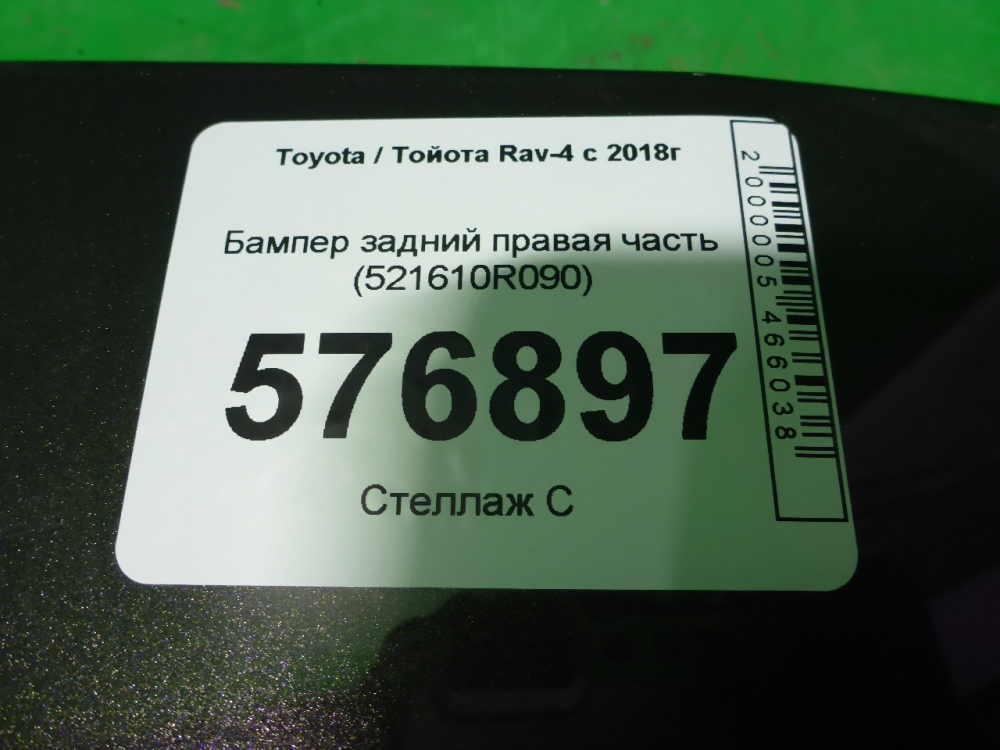 Toyota / Тойота Rav-4 с 2018г
Бампер задний правая часть
(521610R090)
576897
Стеллаж С
2000005466038